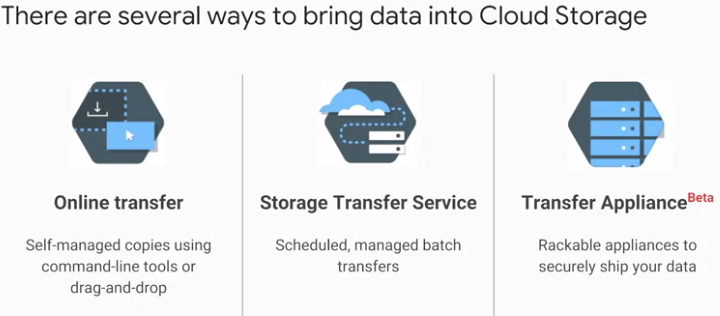 There are several ways to bring data into Cloud Storage
Online transfer
Self-managed copies using
command-line tools or
drag-and-drop
Storage Transfer Service
Scheduled, managed batch
transfers
Transfer Appliance Beta
Rackable appliances to
securely ship your data